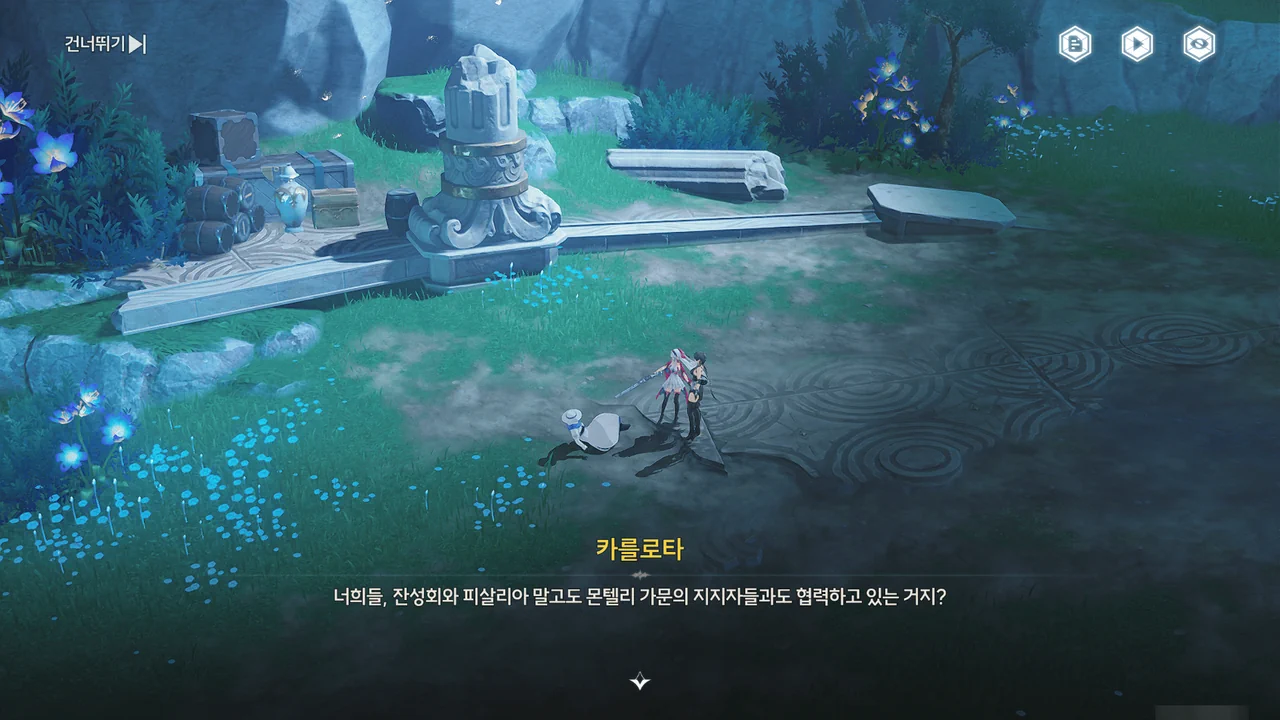 건너뛰기
카를로타
너희들, 잔성회와 피살리아 말고도 몬텔리 가문의 지지자들과도 협력하고 있는 거지?